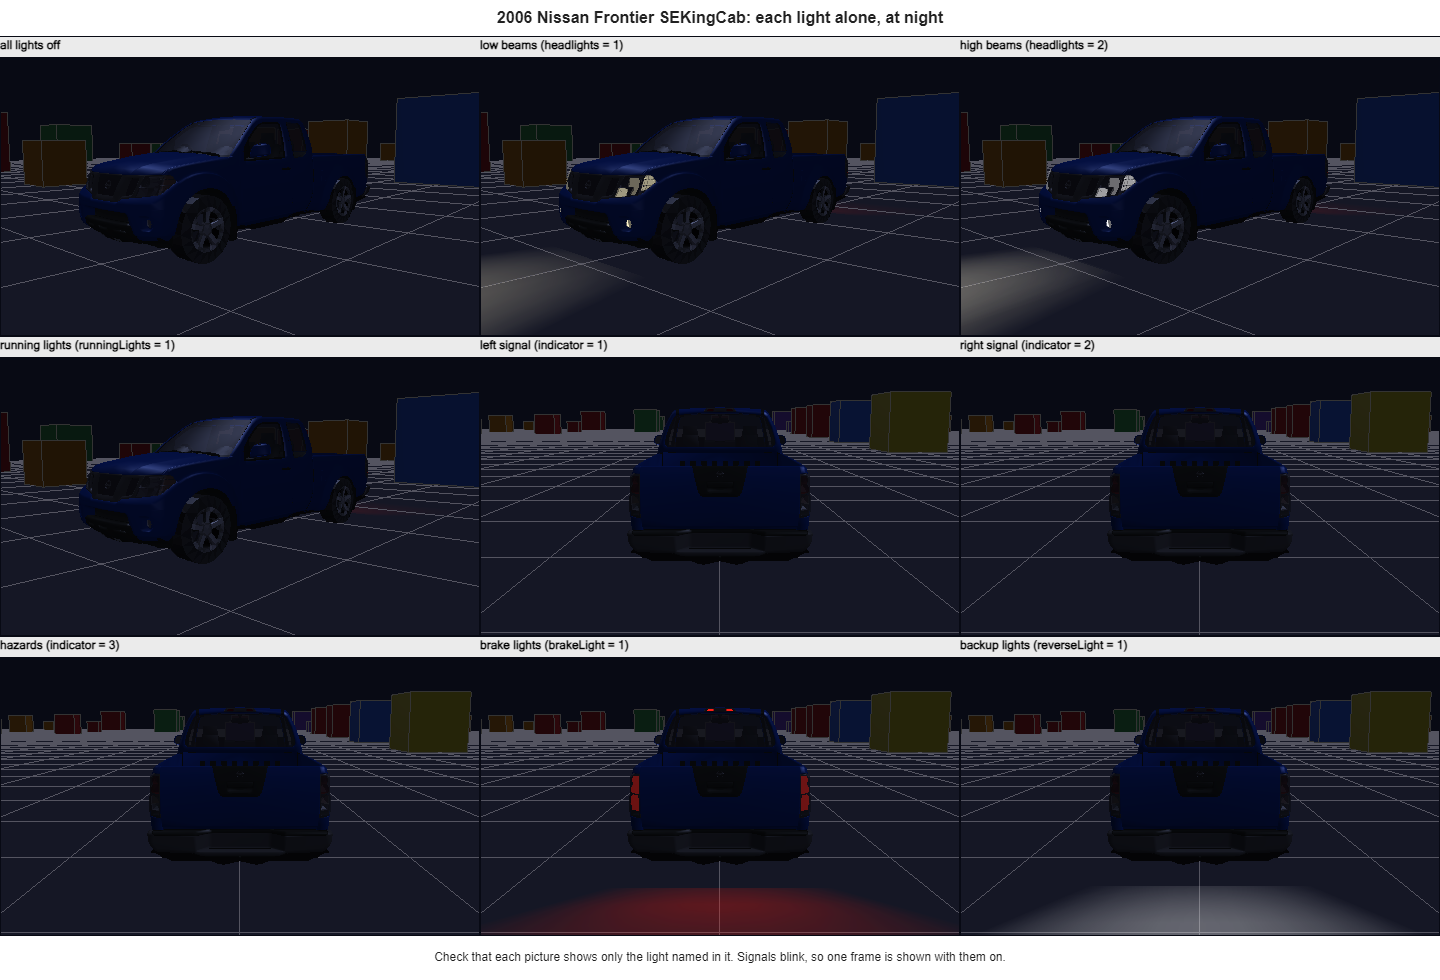 2006 Nissan Frontier SEKingCab: each light alone, at night
all lights off
low beams (headlights = 1)
high beams (headlights = 2)
running lights (runningLights = 1)
left signal (indicator = 1)
right signal (indicator = 2)
hazards (indicator = 3)
brake lights (brakeLight = 1)
backup lights (reverseLight = 1)
Check that each picture shows only the light named in it. Signals blink, so one frame is shown with them on.